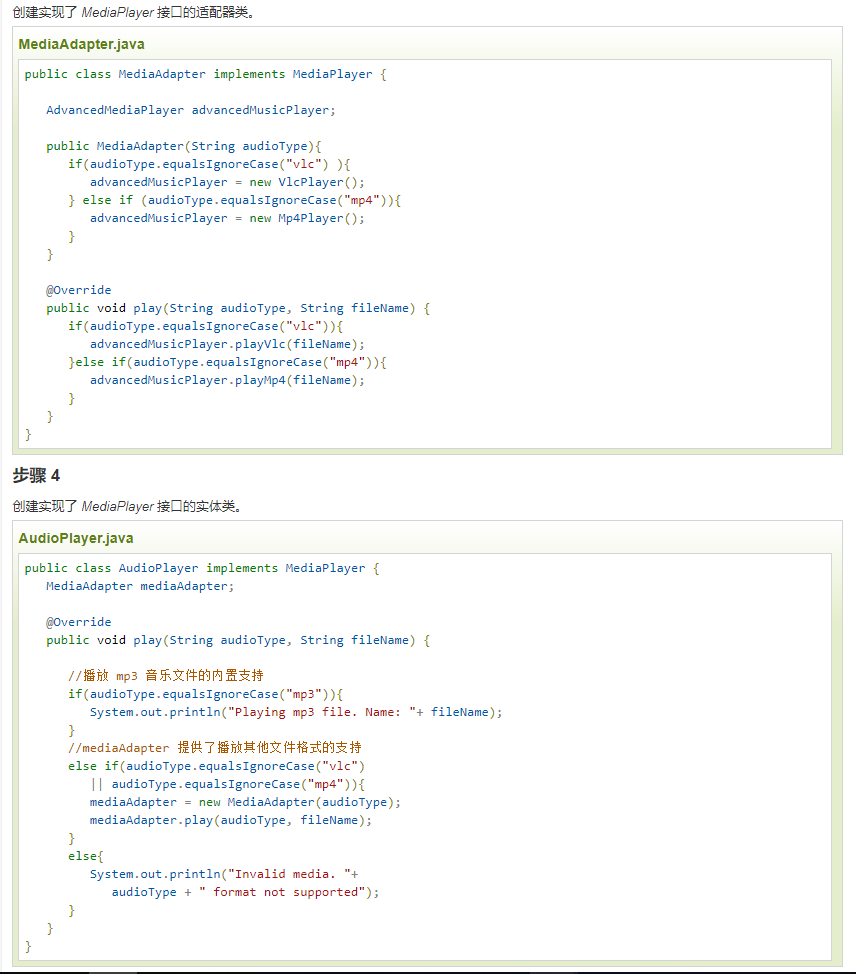 创建实现了 MediaPlayer 接口的适配器类。
MediaAdapter.java
public class MediaAdapter implements MediaPlayer {

   AdvancedMediaPlayer advancedMusicPlayer;

   public MediaAdapter(String audioType){
      if(audioType.equalsIgnoreCase("vlc") ){
         advancedMusicPlayer = new VlcPlayer();
      } else if (audioType.equalsIgnoreCase("mp4")){
         advancedMusicPlayer = new Mp4Player();
      }
   }

   @Override
   public void play(String audioType, String fileName) {
      if(audioType.equalsIgnoreCase("vlc")){
         advancedMusicPlayer.playVlc(fileName);
      }else if(audioType.equalsIgnoreCase("mp4")){
         advancedMusicPlayer.playMp4(fileName);
      }
   }
}
步骤 4
创建实现了 MediaPlayer 接口的实体类。
AudioPlayer.java
public class AudioPlayer implements MediaPlayer {
   MediaAdapter mediaAdapter;

   @Override
   public void play(String audioType, String fileName) {

      //播放 mp3 音乐文件的内置支持
      if(audioType.equalsIgnoreCase("mp3")){
         System.out.println("Playing mp3 file. Name: "+ fileName);
      }
      //mediaAdapter 提供了播放其他文件格式的支持
      else if(audioType.equalsIgnoreCase("vlc")
         || audioType.equalsIgnoreCase("mp4")){
         mediaAdapter = new MediaAdapter(audioType);
         mediaAdapter.play(audioType, fileName);
      }
      else{
         System.out.println("Invalid media. "+
            audioType + " format not supported");
      }
   }
}